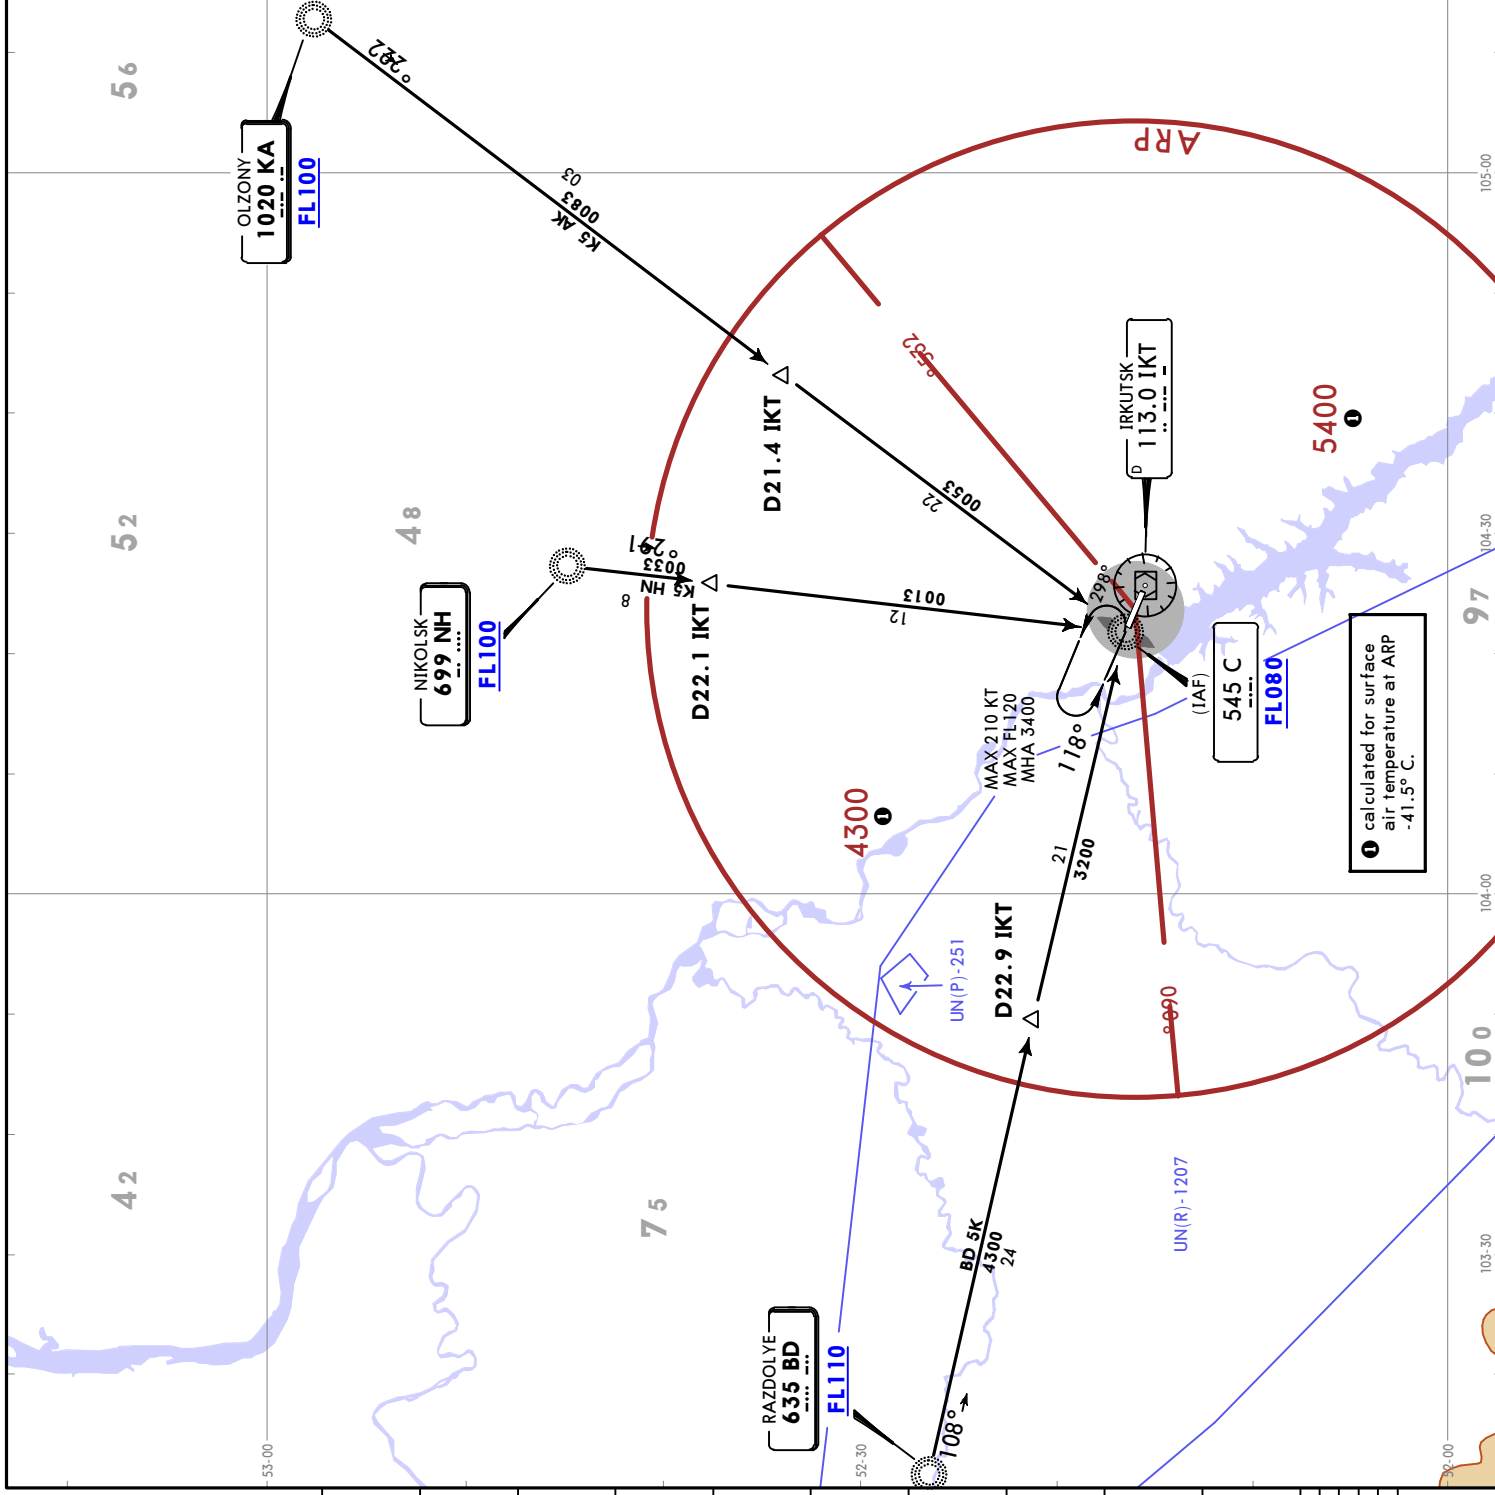 56
OLZONY
1020 KA
FL100
K5 AK
0083
03
ARP
52
48
NIKOLSK
699 NH
FL100
K5 HN
0033
8
D22.1 IKT
0013
12
D21.4 IKT
22
0053
IRKUTSK
D
113.0 IKT
298°
5400
1
4300
1
MAX 210 KT
MAX FL120
MHA 3400
118°
(IAF)
545 C
FL080
21
3200
D22.9 IKT
UN(P)-251
UN(R)-1207
BD 5K
4300
24
RAZDOLYE
635 BD
FL110
108°
42
75
97
100
1 calculated for surface
air temperature at ARP
-41.5° C.
53-00
52-30
52-00
103-30
104-00
104-30
105-00